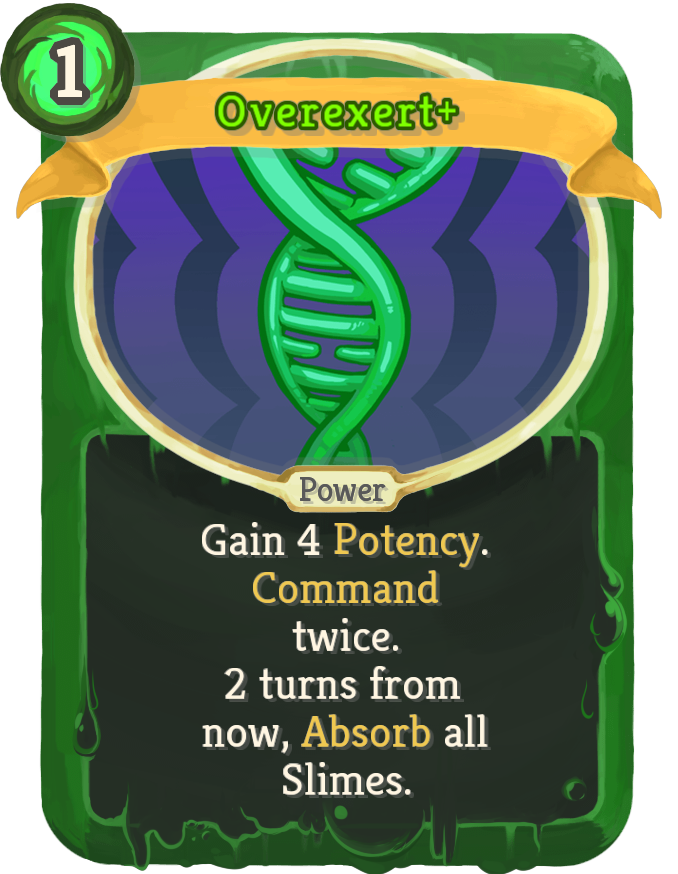 1
Overexert+
Power
Gain 4 Potency.
Command
twice.
2 turns from
now, Absorb all
Slimes.